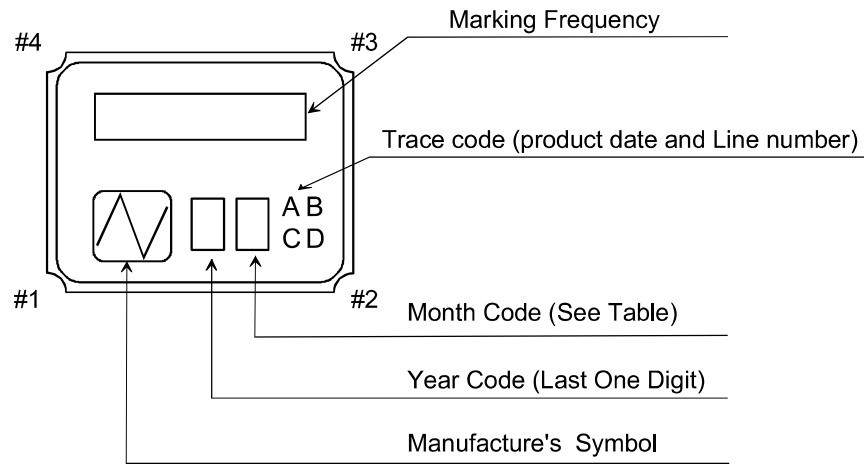 Marking Frequency
#4
#3
Trace code (product date and Line number)
A B
C D
#1
#2
Month Code (See Table)
Year Code (Last One Digit)
Manufacture's Symbol